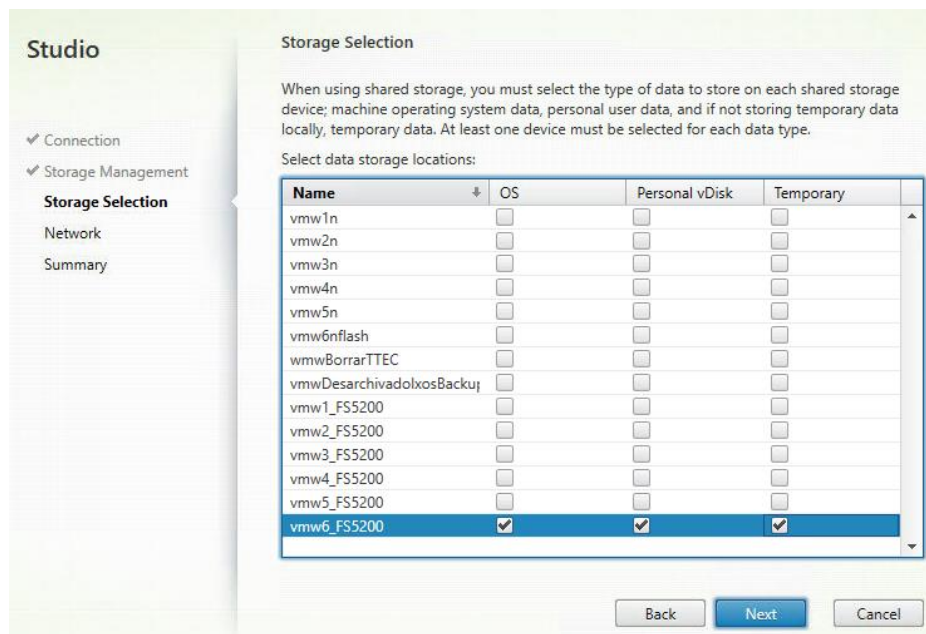 Studio
Connection
Storage Management
Storage Selection
Network
Summary
Storage Selection
When using shared storage, you must select the type of data to store on each shared storage
device; machine operating system data, personal user data, and if not storing temporary data
locally, temporary data. At least one device must be selected for each data type.
Select data storage locations:
Name OS Personal vDisk Temporary
vmw1n
vmw2n
vmw3n
vmw4n
vmw5n
vmw6nflash
wmwBorrarTTEC
vmwDesarchivadoIxosBackup
vmw1_FS5200
vmw2_FS5200
vmw3_FS5200
vmw4_FS5200
vmw5_FS5200
vmw6_FS5200
Back Next Cancel